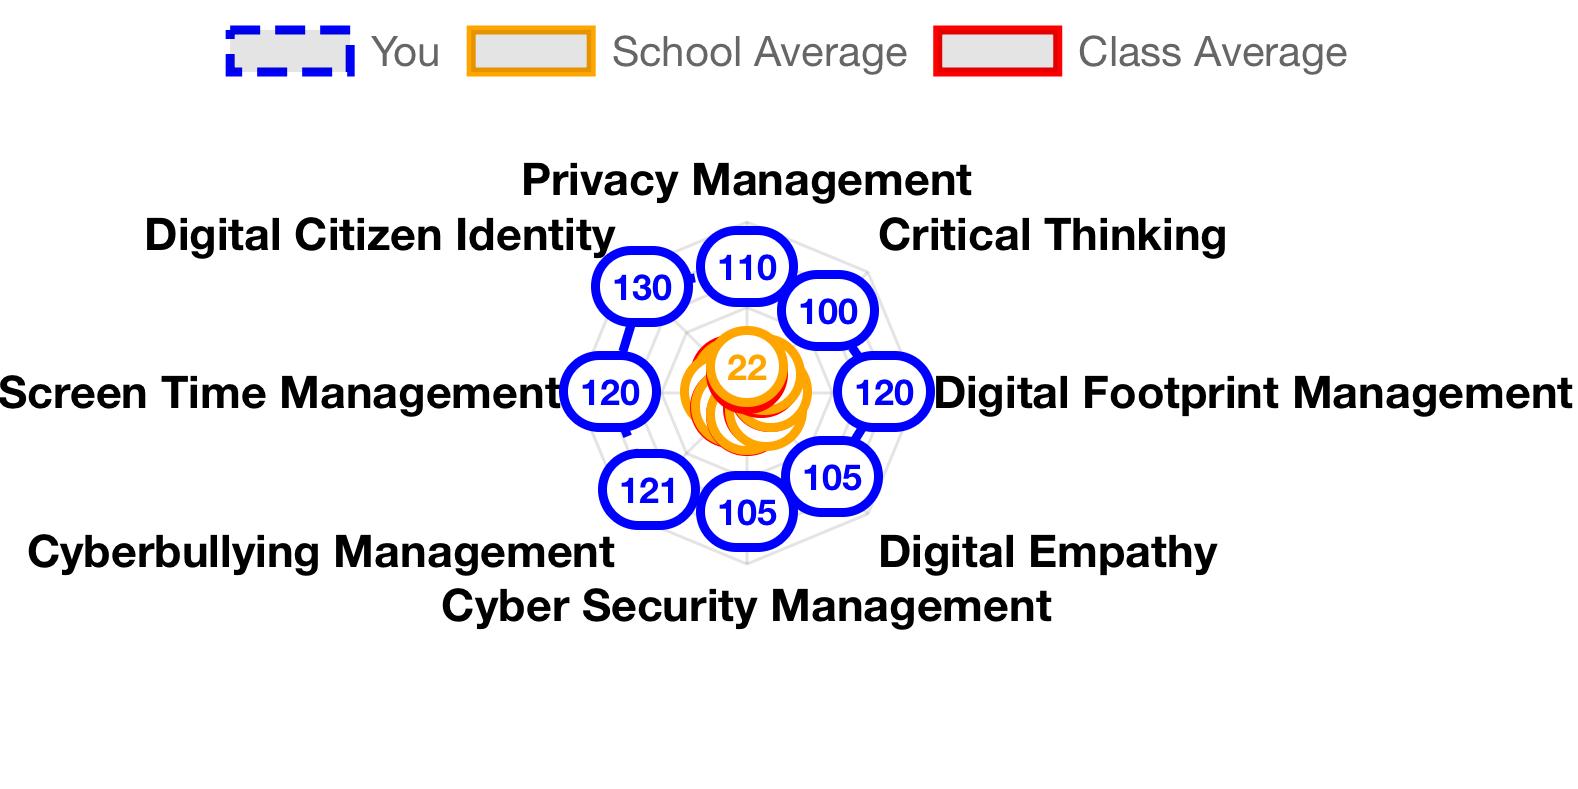 You School Average Class Average
Privacy Management
Digital Citizen Identity Critical Thinking
110
130
100
22
Screen Time Management 120 120 Digital Footprint Management
105
121
105
Cyberbullying Management Digital Empathy
Cyber Security Management